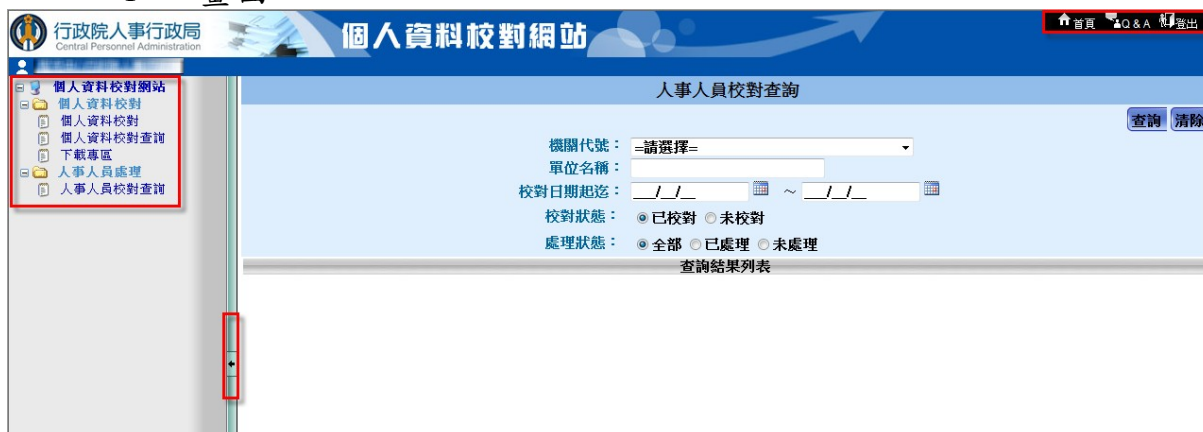 畫面
行政院人事行政局
Central Personnel Administration
個人資料校對網站
首頁 Q & A 登出
個人資料校對網站
個人資料校對
個人資料校對
個人資料校對查詢
下載專區
人事人員處理
人事人員校對查詢
人事人員校對查詢
查詢 清除
機關代號： =請選擇=
單位名稱：
校對日期起迄： __/_/__ ～ __/_/__
校對狀態： 已校對 未校對
處理狀態： 全部 已處理 未處理
查詢結果列表